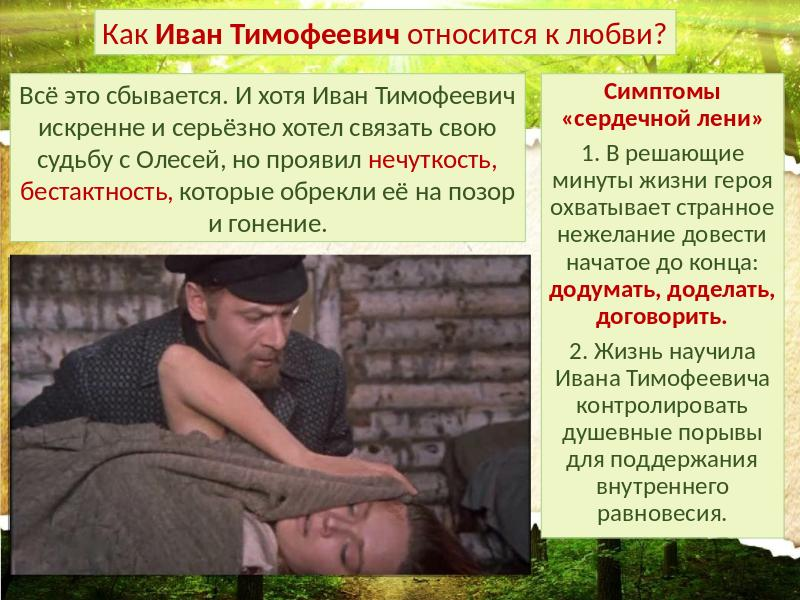 Как Иван Тимофеевич относится к любви?
Всё это сбывается. И хотя Иван Тимофеевич
искренне и серьёзно хотел связать свою
судьбу с Олесей, но проявил нечуткость,
бестактность, которые обрекли её на позор
и гонение.
Симптомы
«сердечной лени»
1. В решающие
минуты жизни героя
охватывает странное
нежелание довести
начатое до конца:
додумать, доделать,
договорить.
2. Жизнь научила
Ивана Тимофеевича
контролировать
душевные порывы
для поддержания
внутреннего
равновесия.